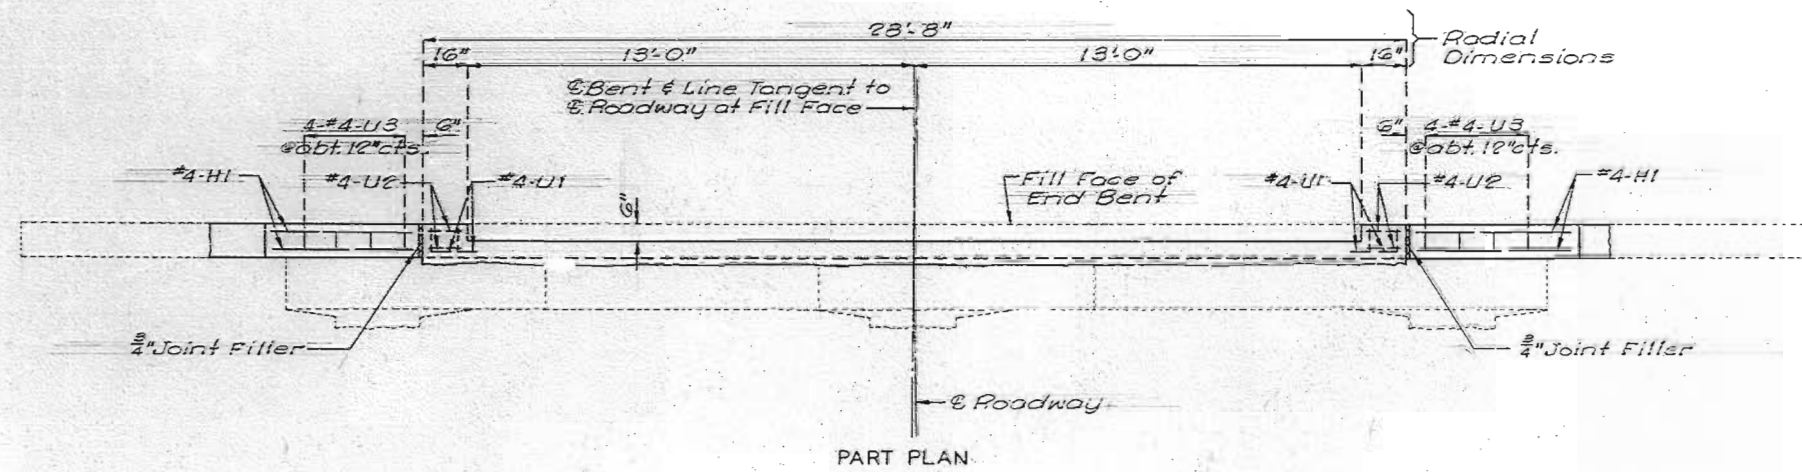 28'-8"
16" 13'-0" 13'-0" 16"
Radial
Dimensions
℄ Bent & Line Tangent to
℄ Roadway at Fill Face
4-#4-U3
@abt. 12"cts.
6"
6"
4-#4-U3
@abt. 12"cts.
#4-H1
#4-U2
#4-U1
6"
Fill Face of
End Bent
#4-U1
#4-U2
#4-H1
3/4" Joint Filler
3/4" Joint Filler
℄ Roadway
PART PLAN